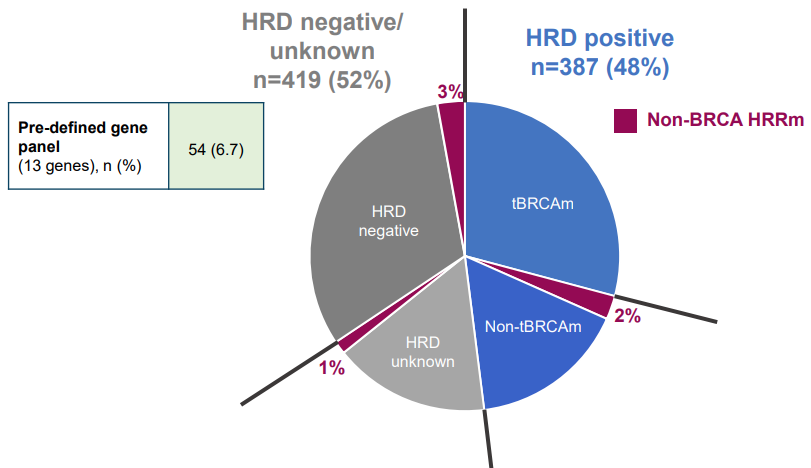 HRD negative/
unknown
n=419 (52%)
HRD positive
n=387 (48%)
3%
Non-BRCA HRRm
Pre-defined gene
panel
(13 genes), n (%)
54 (6.7)
tBRCAm
HRD
negative
2%
Non-tBRCAm
HRD
unknown
1%